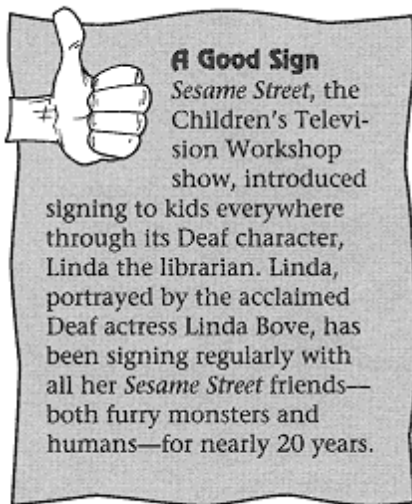 A Good Sign
Sesame Street, the
Children's Televi-
sion Workshop
show, introduced
signing to kids everywhere
through its Deaf character,
Linda the librarian. Linda,
portrayed by the acclaimed
Deaf actress Linda Bove, has
been signing regularly with
all her Sesame Street friends—
both furry monsters and
humans—for nearly 20 years.